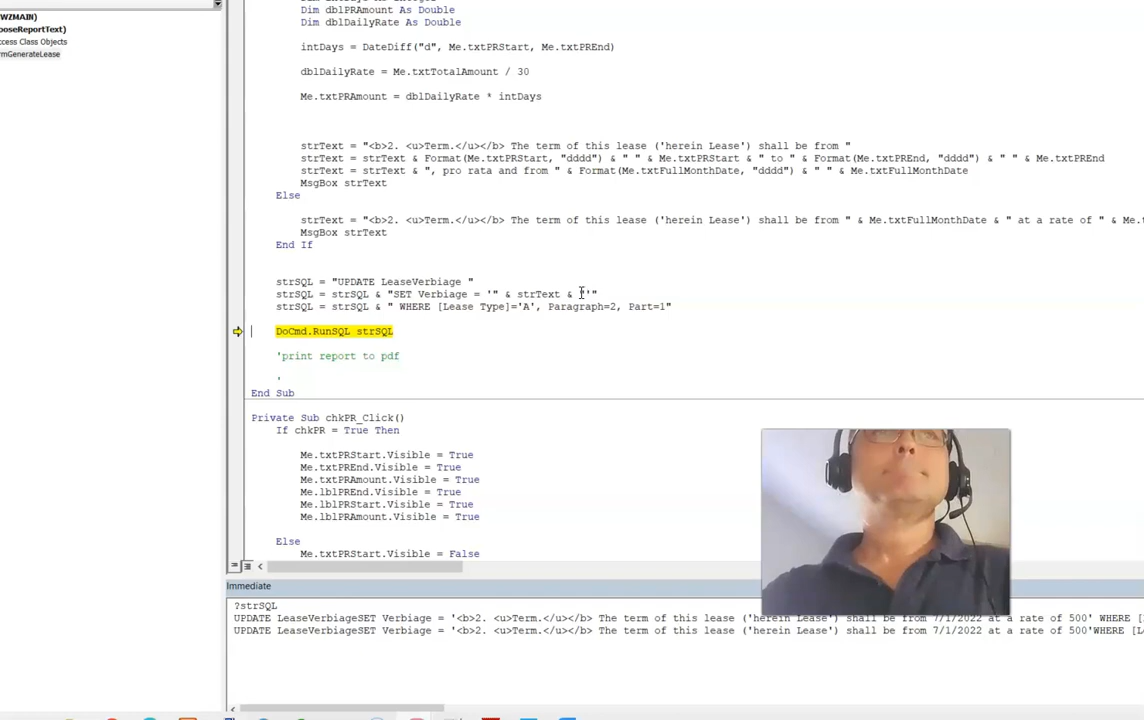 WZMAIN)
ooseReportText)
ccess Class Objects
rmGenerateLease
Dim dblPRAmount As Double
Dim dblDailyRate As Double
intDays = DateDiff("d", Me.txtPRStart, Me.txtPREnd)
dblDailyRate = Me.txtTotalAmount / 30
Me.txtPRAmount = dblDailyRate * intDays
strText = "<b>2. <u>Term.</u></b> The term of this lease ('herein Lease') shall be from "
strText = strText & Format(Me.txtPRStart, "dddd") & " " & Me.txtPRStart & " to " & Format(Me.txtPREnd, "dddd") & " " & Me.txtPREnd
strText = strText & ", pro rata and from " & Format(Me.txtFullMonthDate, "dddd") & " " & Me.txtFullMonthDate
MsgBox strText
Else
strText = "<b>2. <u>Term.</u></b> The term of this lease ('herein Lease') shall be from " & Me.txtFullMonthDate & " at a rate of " & Me.t
MsgBox strText
End If
strSQL = "UPDATE LeaseVerbiage "
strSQL = strSQL & "SET Verbiage = '" & strText & "'"
strSQL = strSQL & " WHERE [Lease Type]='A', Paragraph=2, Part=1"
DoCmd.RunSQL strSQL
'print report to pdf
'
End Sub
Private Sub chkPR_Click()
If chkPR = True Then
Me.txtPRStart.Visible = True
Me.txtPREnd.Visible = True
Me.txtPRAmount.Visible = True
Me.lblPREnd.Visible = True
Me.lblPRStart.Visible = True
Me.lblPRAmount.Visible = True
Else
Me.txtPRStart.Visible = False
Immediate
?strSQL
UPDATE LeaseVerbiageSET Verbiage = '<b>2. <u>Term.</u></b> The term of this lease ('herein Lease') shall be from 7/1/2022 at a rate of 500' WHERE [
UPDATE LeaseVerbiageSET Verbiage = '<b>2. <u>Term.</u></b> The term of this lease ('herein Lease') shall be from 7/1/2022 at a rate of 500'WHERE [L